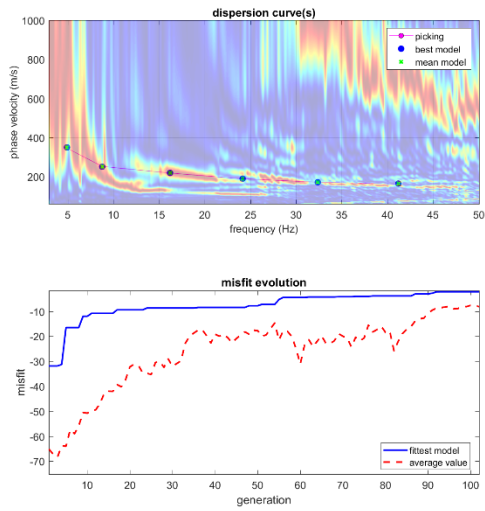 dispersion curve(s)
1000
800
600
400
200
phase velocity (m/s)
picking
best model
mean model
5 10 15 20 25 30 35 40 45 50
frequency (Hz)
misfit evolution
-10
-20
-30
-40
-50
-60
-70
misfit
fittest model
average value
10 20 30 40 50 60 70 80 90 100
generation